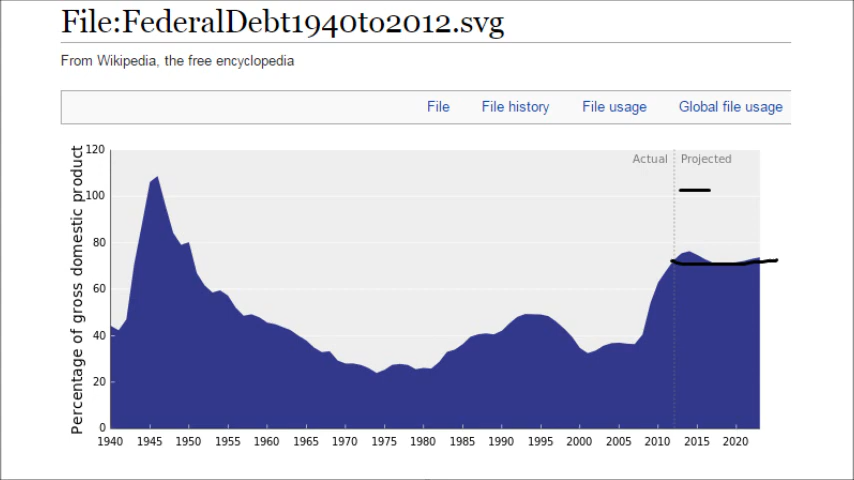 File:FederalDebt1940to2012.svg
From Wikipedia, the free encyclopedia
File File history File usage Global file usage
Percentage of gross domestic product
120
Actual Projected
100
80
60
40
20
0
1940 1945 1950 1955 1960 1965 1970 1975 1980 1985 1990 1995 2000 2005 2010 2015 2020